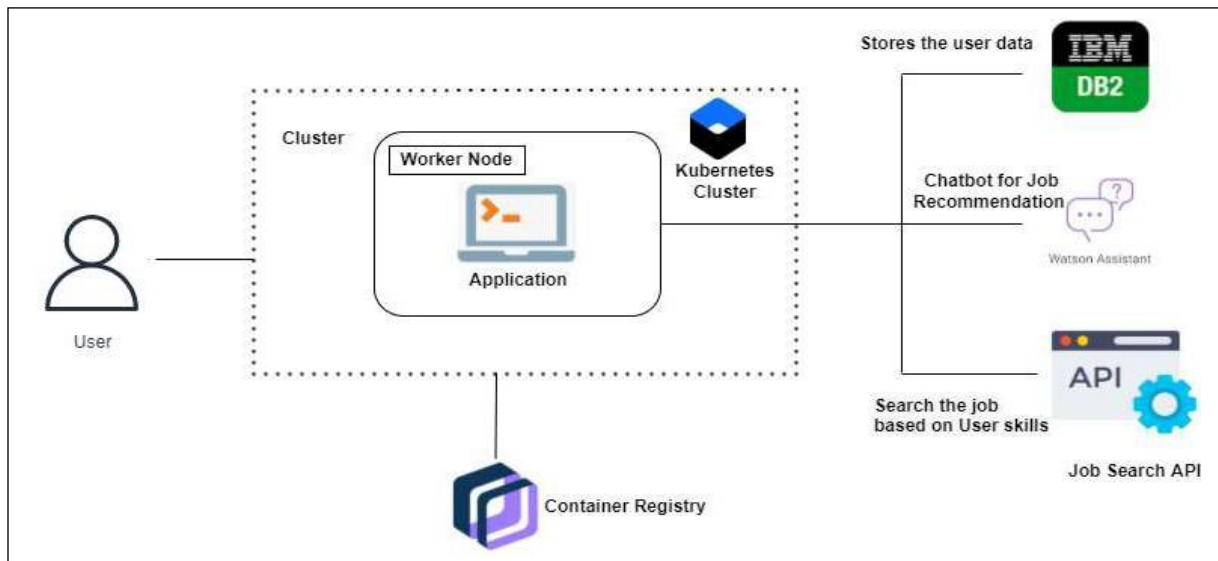 Stores the user data
IBM
DB2
Cluster
Worker Node
Kubernetes
Cluster
Application
User
Chatbot for Job
Recommendation
?
Watson Assistant
API
Search the job
based on User skills
Job Search API
Container Registry